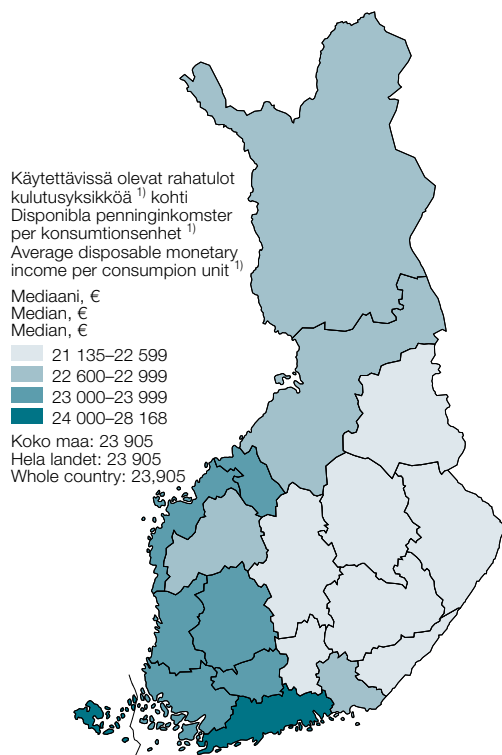 Käytettävissä olevat rahatulot
kulutusyksikköä ¹⁾ kohti
Disponibla penninginkomster
per konsumtionsenhet ¹⁾
Average disposable monetary
income per consumpion unit ¹⁾
Mediaani, €
Median, €
Median, €
21 135–22 599
22 600–22 999
23 000–23 999
24 000–28 168
Koko maa: 23 905
Hela landet: 23 905
Whole country: 23,905